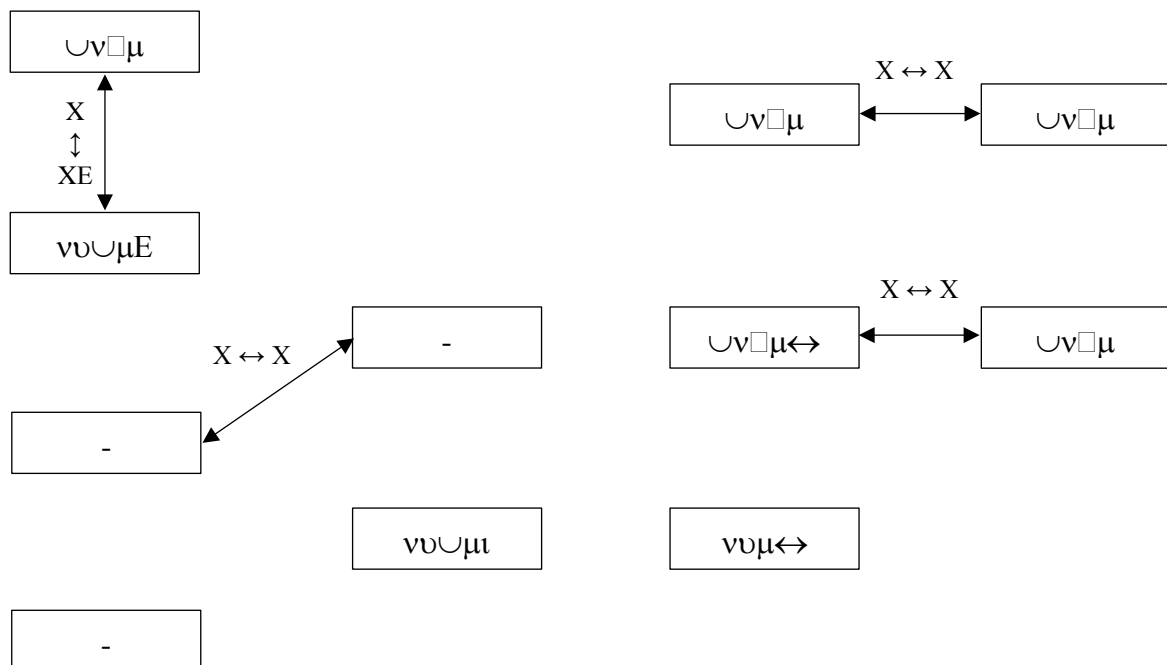 ∪ν□μ
X
↕
XE
νυ∪μE
X ↔ X
∪ν□μ
∪ν□μ
X ↔ X
-
-
X ↔ X
∪ν□μ↔
∪ν□μ
νυ∪μι
νυμ↔
-